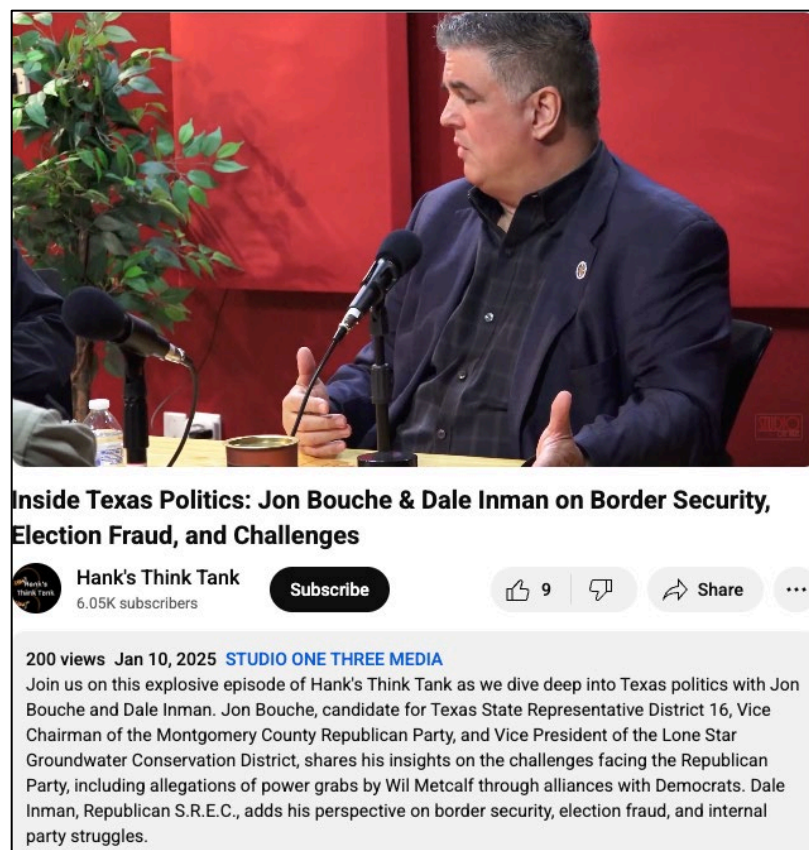 STUDIO
Inside Texas Politics: Jon Bouche & Dale Inman on Border Security,
Election Fraud, and Challenges
Hank's
Think Tank
Hank's Think Tank
6.05K subscribers
Subscribe
9
Share
200 views Jan 10, 2025 STUDIO ONE THREE MEDIA
Join us on this explosive episode of Hank's Think Tank as we dive deep into Texas politics with Jon
Bouche and Dale Inman. Jon Bouche, candidate for Texas State Representative District 16, Vice
Chairman of the Montgomery County Republican Party, and Vice President of the Lone Star
Groundwater Conservation District, shares his insights on the challenges facing the Republican
Party, including allegations of power grabs by Wil Metcalf through alliances with Democrats. Dale
Inman, Republican S.R.E.C., adds his perspective on border security, election fraud, and internal
party struggles.